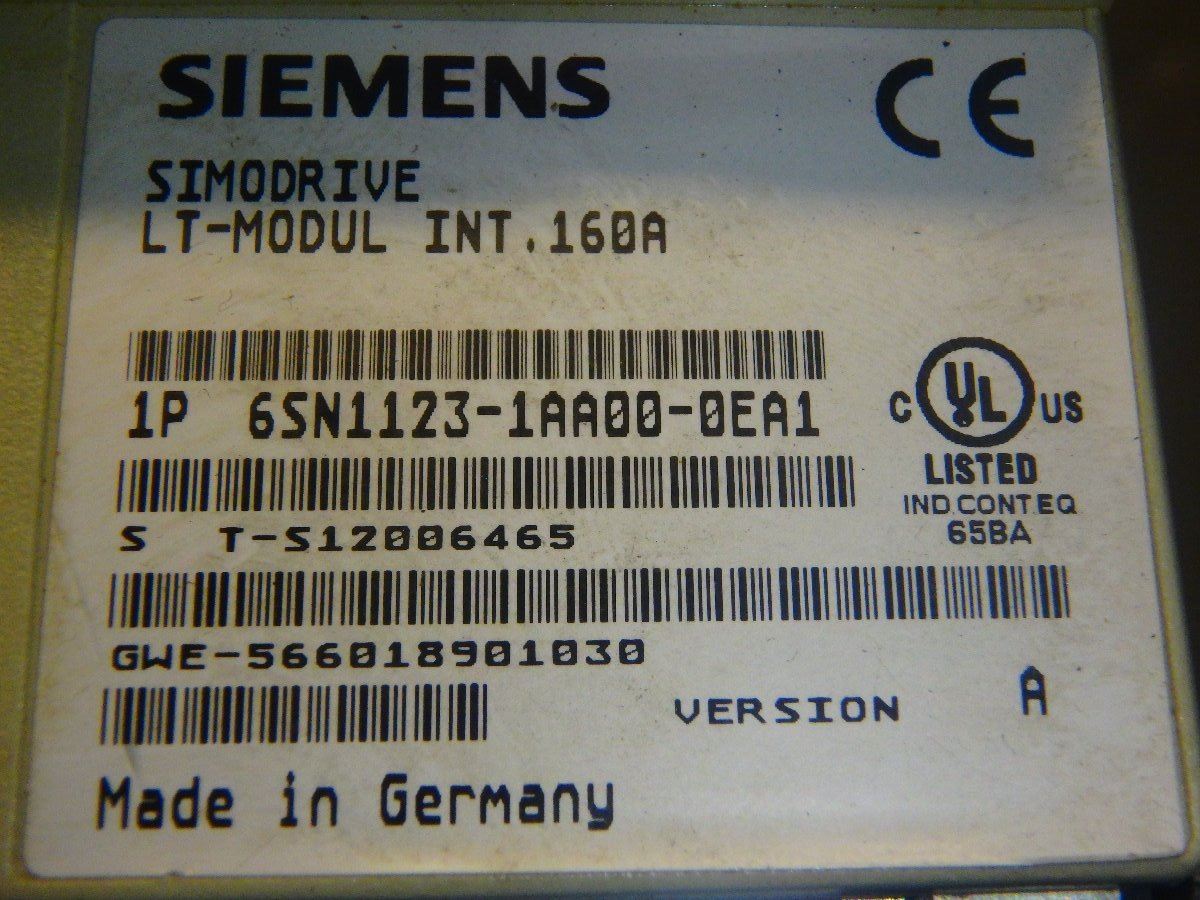 SIEMENS
CE
SIMODRIVE
LT-MODUL INT.160A
1P 6SN1123-1AA00-0EA1
C UL US
LISTED
IND.CONT.EQ
65BA
S T-S12006465
GWE-566018901030
VERSION A
Made in Germany